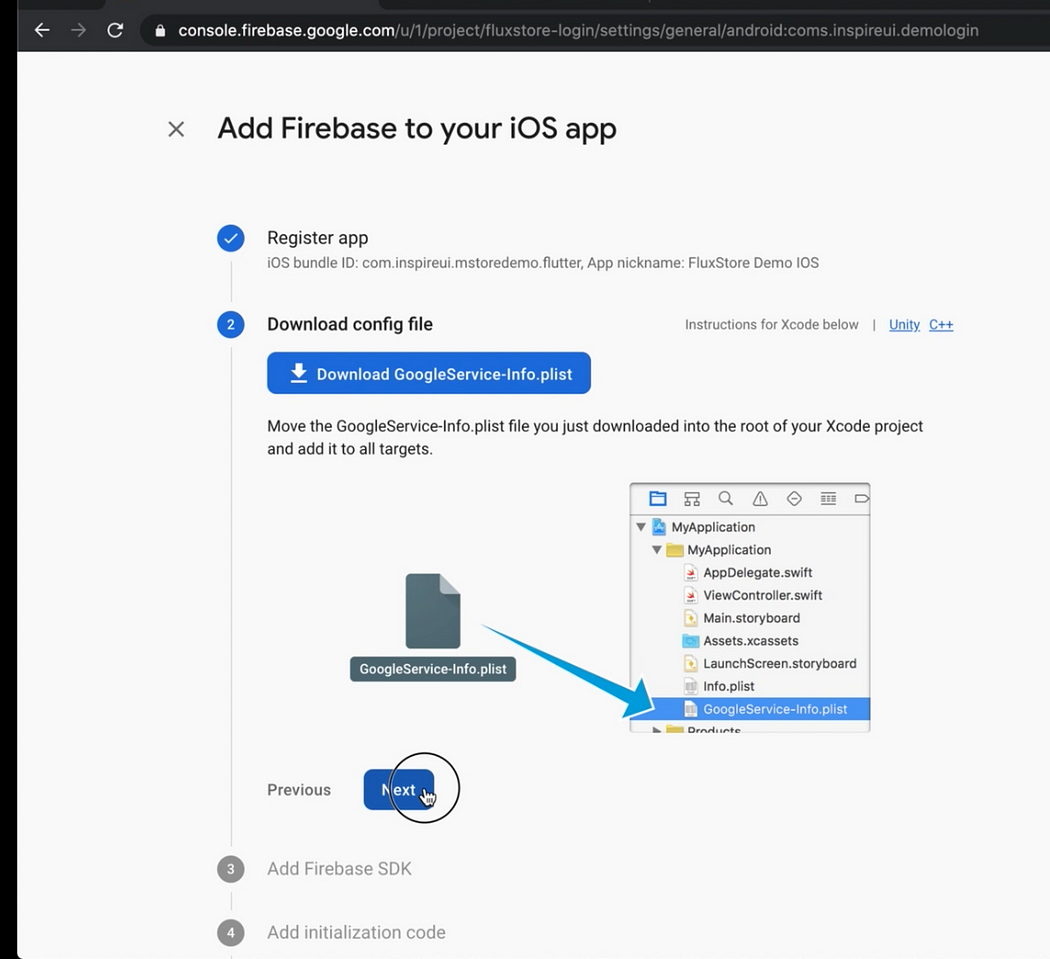 console.firebase.google.com/u/1/project/fluxstore-login/settings/general/android:coms.inspireui.demologin
Add Firebase to your iOS app
Register app
iOS bundle ID: com.inspireui.mstoredemo.flutter, App nickname: FluxStore Demo IOS
2
Download config file
Instructions for Xcode below | Unity C++
Download GoogleService-Info.plist
Move the GoogleService-Info.plist file you just downloaded into the root of your Xcode project
and add it to all targets.
MyApplication
MyApplication
AppDelegate.swift
ViewController.swift
Main.storyboard
Assets.xcassets
LaunchScreen.storyboard
Info.plist
GoogleService-Info.plist
Products
GoogleService-Info.plist
Previous
Next
3
Add Firebase SDK
4
Add initialization code